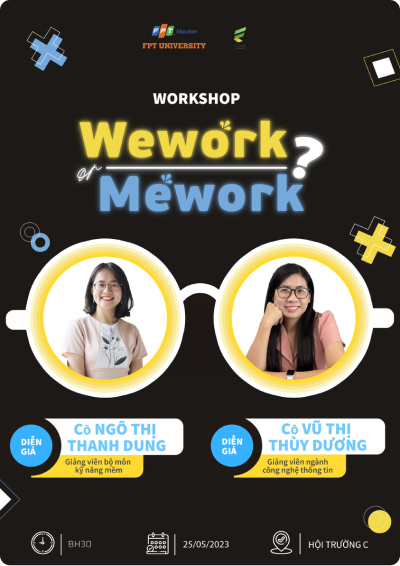 FPT Education
FPT UNIVERSITY
WORKSHOP
Wework
or
Mework ?
DIỄN GIẢ
Cô NGÔ THỊ
THANH DUNG
Giảng viên bộ môn
kỹ năng mềm
DIỄN GIẢ
Cô VŨ THỊ
THÙY DƯƠNG
Giảng viên ngành
công nghệ thông tin
8H30
25/05/2023
HỘI TRƯỜNG C